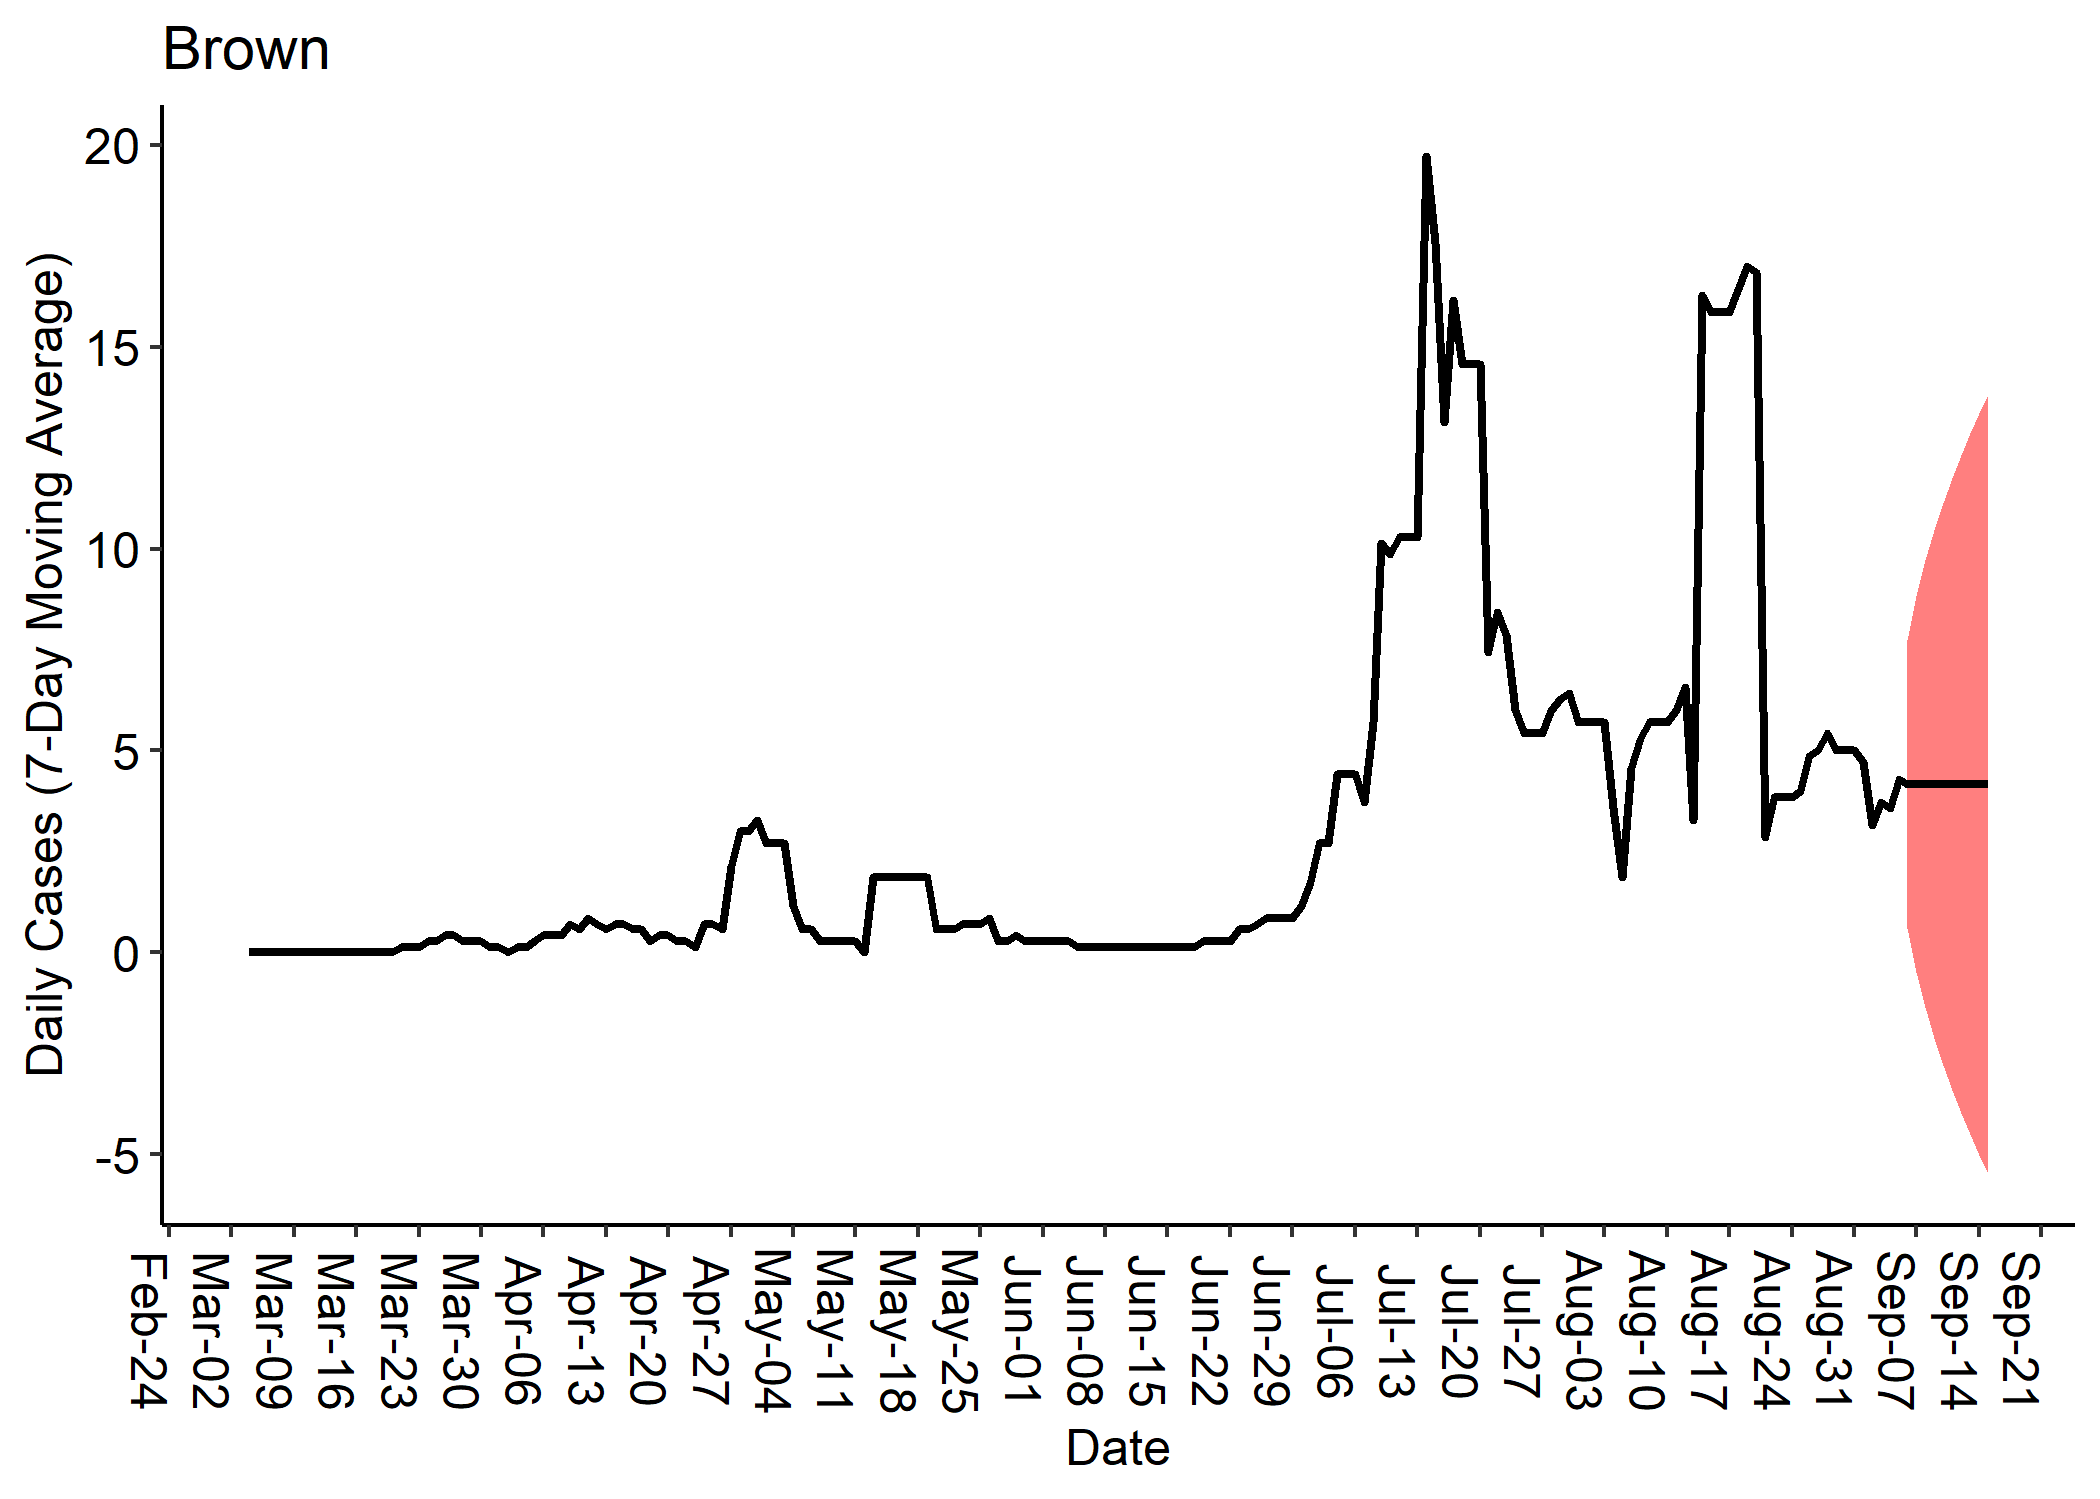 Brown
Daily Cases (7-Day Moving Average)
20
15
10
5
0
-5
Feb-24
Mar-02
Mar-09
Mar-16
Mar-23
Mar-30
Apr-06
Apr-13
Apr-20
Apr-27
May-04
May-11
May-18
May-25
Jun-01
Jun-08
Jun-15
Jun-22
Jun-29
Jul-06
Jul-13
Jul-20
Jul-27
Aug-03
Aug-10
Aug-17
Aug-24
Aug-31
Sep-07
Sep-14
Sep-21
Date